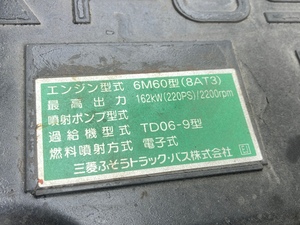 エンジン型式 6M60型(8AT3)
最高出力 162kW(220PS)/2200rpm
噴射ポンプ型式
過給機型式 TD06-9型
燃料噴射方式 電子式
三菱ふそうトラック・バス株式会社